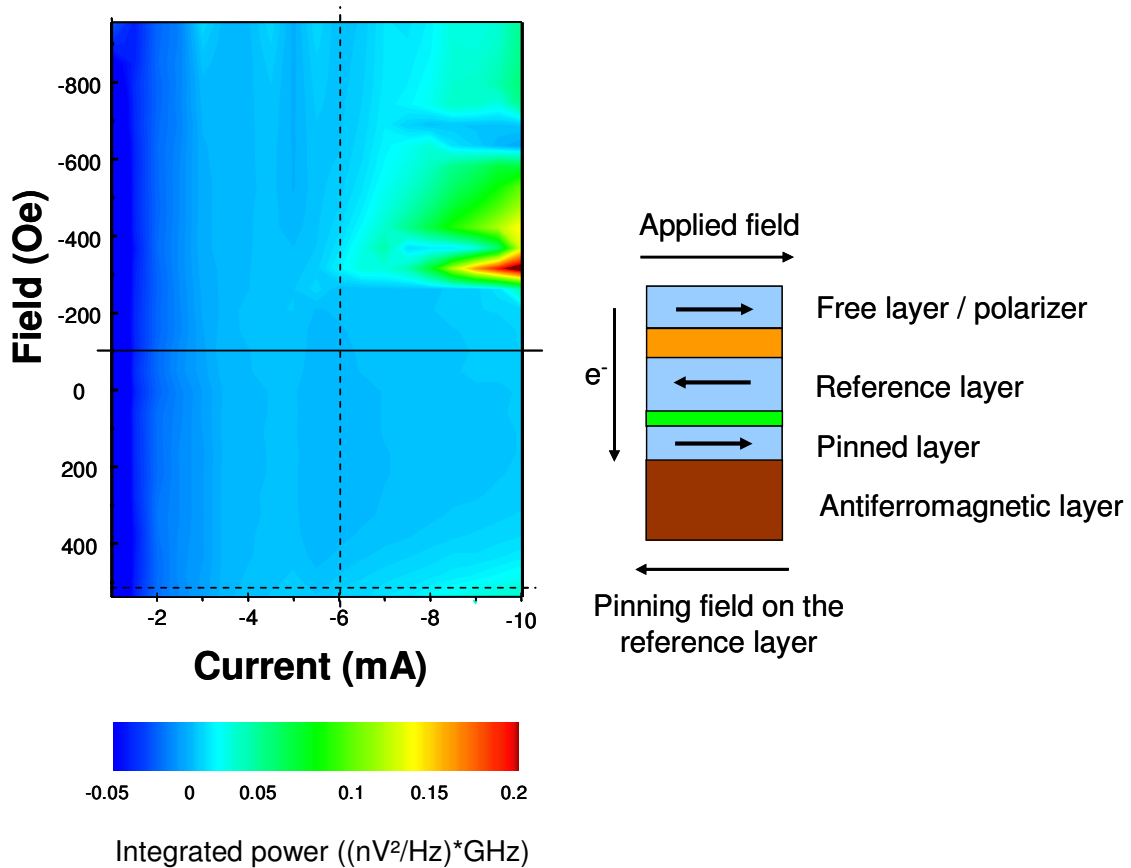 -800
-600
-400
-200
0
200
400
Field (Oe)
-2 -4 -6 -8 -10
Current (mA)
-0.05 0 0.05 0.1 0.15 0.2
Integrated power ((nV²/Hz)*GHz)
Applied field
Free layer / polarizer
e-
Reference layer
Pinned layer
Antiferromagnetic layer
Pinning field on the
reference layer